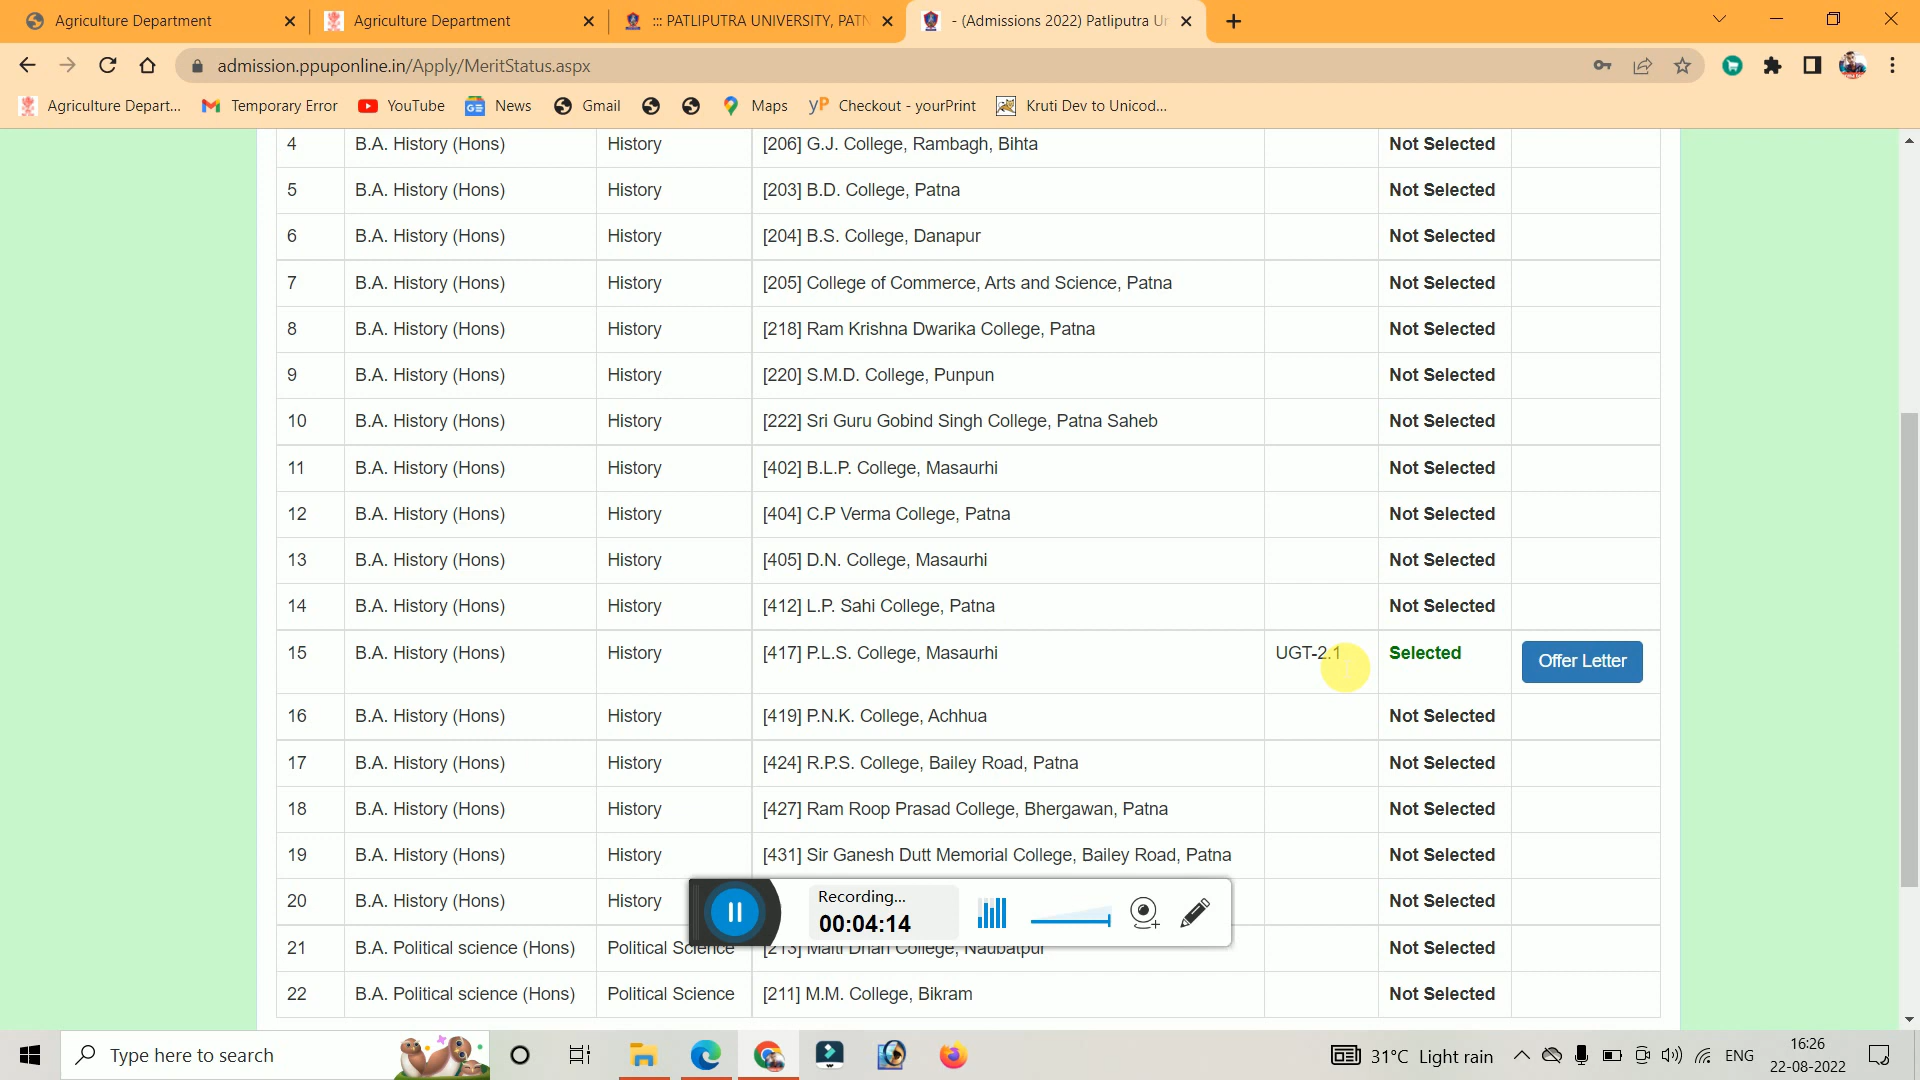 Agriculture Department
Agriculture Department
::: PATLIPUTRA UNIVERSITY, PATN
- (Admissions 2022) Patliputra Un
admission.ppuponline.in/Apply/MeritStatus.aspx
Agriculture Depart...
Temporary Error
YouTube
News
Gmail
Maps
yP Checkout - yourPrint
Kruti Dev to Unicod...
4 B.A. History (Hons) History [206] G.J. College, Rambagh, Bihta Not Selected
5 B.A. History (Hons) History [203] B.D. College, Patna Not Selected
6 B.A. History (Hons) History [204] B.S. College, Danapur Not Selected
7 B.A. History (Hons) History [205] College of Commerce, Arts and Science, Patna Not Selected
8 B.A. History (Hons) History [218] Ram Krishna Dwarika College, Patna Not Selected
9 B.A. History (Hons) History [220] S.M.D. College, Punpun Not Selected
10 B.A. History (Hons) History [222] Sri Guru Gobind Singh College, Patna Saheb Not Selected
11 B.A. History (Hons) History [402] B.L.P. College, Masaurhi Not Selected
12 B.A. History (Hons) History [404] C.P Verma College, Patna Not Selected
13 B.A. History (Hons) History [405] D.N. College, Masaurhi Not Selected
14 B.A. History (Hons) History [412] L.P. Sahi College, Patna Not Selected
15 B.A. History (Hons) History [417] P.L.S. College, Masaurhi UGT-2.1 Selected Offer Letter
16 B.A. History (Hons) History [419] P.N.K. College, Achhua Not Selected
17 B.A. History (Hons) History [424] R.P.S. College, Bailey Road, Patna Not Selected
18 B.A. History (Hons) History [427] Ram Roop Prasad College, Bhergawan, Patna Not Selected
19 B.A. History (Hons) History [431] Sir Ganesh Dutt Memorial College, Bailey Road, Patna Not Selected
20 B.A. History (Hons) History Not Selected
Recording...
00:04:14
21 B.A. Political science (Hons) Political Science [213] Malti Dhari College, Naubatpur Not Selected
22 B.A. Political science (Hons) Political Science [211] M.M. College, Bikram Not Selected
Type here to search
31°C Light rain
ENG
16:26
22-08-2022